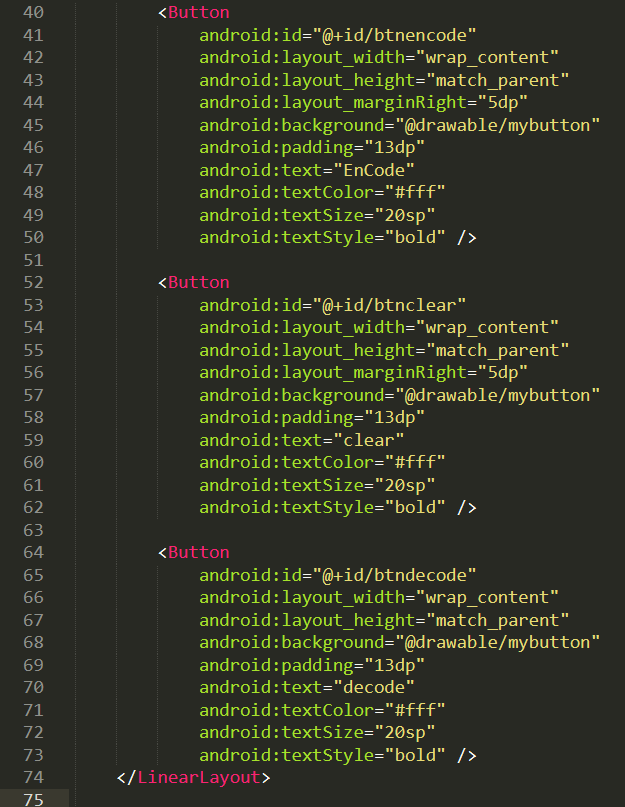 40 <Button
41 android:id="@+id/btnencode"
42 android:layout_width="wrap_content"
43 android:layout_height="match_parent"
44 android:layout_marginRight="5dp"
45 android:background="@drawable/mybutton"
46 android:padding="13dp"
47 android:text="EnCode"
48 android:textColor="#fff"
49 android:textSize="20sp"
50 android:textStyle="bold" />
51
52 <Button
53 android:id="@+id/btnclear"
54 android:layout_width="wrap_content"
55 android:layout_height="match_parent"
56 android:layout_marginRight="5dp"
57 android:background="@drawable/mybutton"
58 android:padding="13dp"
59 android:text="clear"
60 android:textColor="#fff"
61 android:textSize="20sp"
62 android:textStyle="bold" />
63
64 <Button
65 android:id="@+id/btndecode"
66 android:layout_width="wrap_content"
67 android:layout_height="match_parent"
68 android:background="@drawable/mybutton"
69 android:padding="13dp"
70 android:text="decode"
71 android:textColor="#fff"
72 android:textSize="20sp"
73 android:textStyle="bold" />
74 </LinearLayout>
75